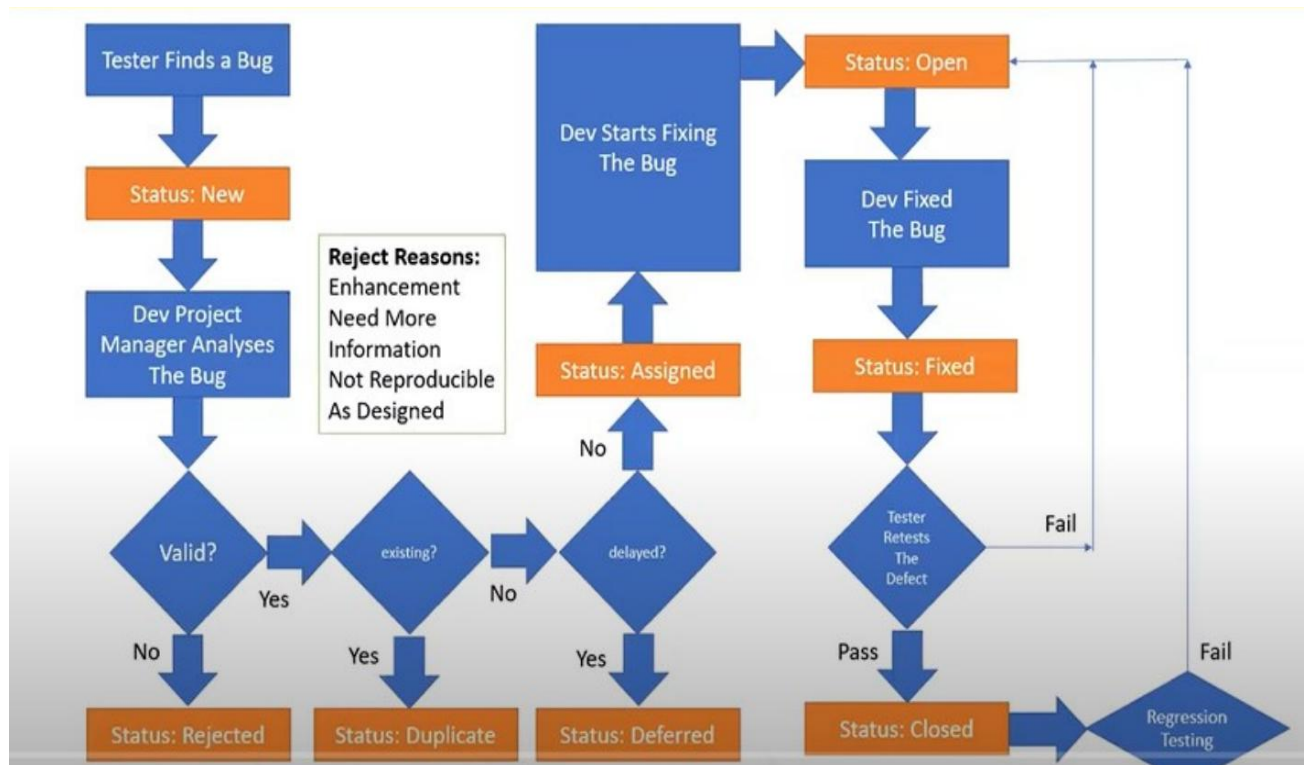 Tester Finds a Bug
Status: New
Dev Project
Manager Analyses
The Bug
Valid?
No
Yes
Status: Rejected
Reject Reasons:
Enhancement
Need More
Information
Not Reproducible
As Designed
existing?
Yes
No
Status: Duplicate
delayed?
Yes
No
Status: Deferred
Status: Assigned
Dev Starts Fixing
The Bug
Status: Open
Dev Fixed
The Bug
Status: Fixed
Tester
Retests
The
Defect
Fail
Pass
Status: Closed
Regression
Testing
Fail